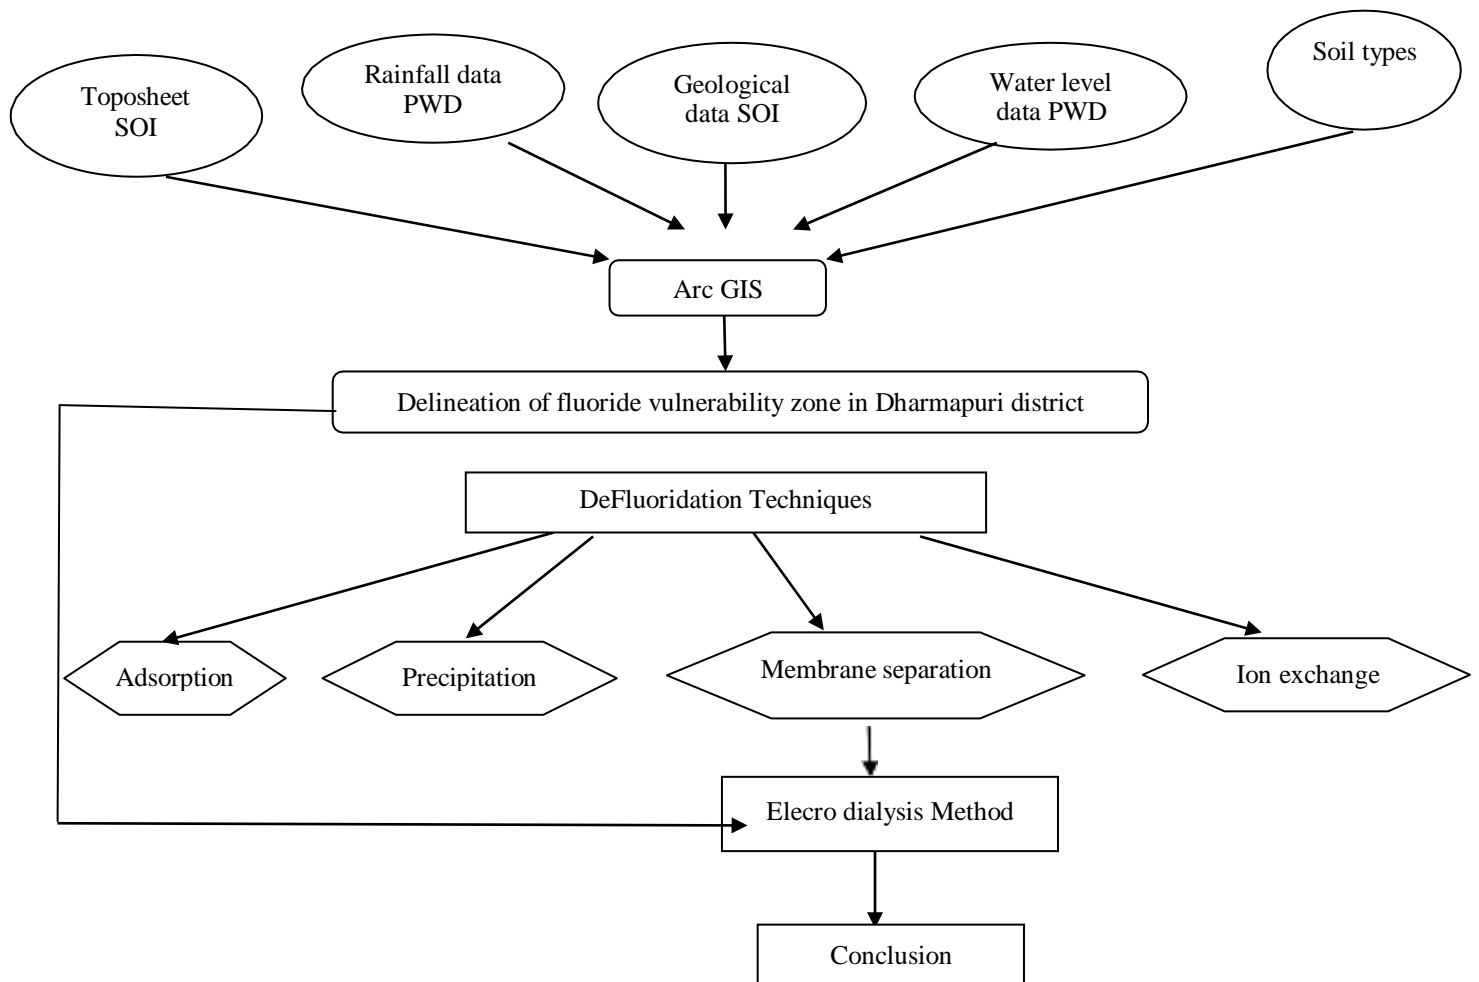 Toposheet
SOI
Rainfall data
PWD
Geological
data SOI
Water level
data PWD
Soil types
Arc GIS
Delineation of fluoride vulnerability zone in Dharmapuri district
DeFluoridation Techniques
Adsorption
Precipitation
Membrane separation
Ion exchange
Elecro dialysis Method
Conclusion